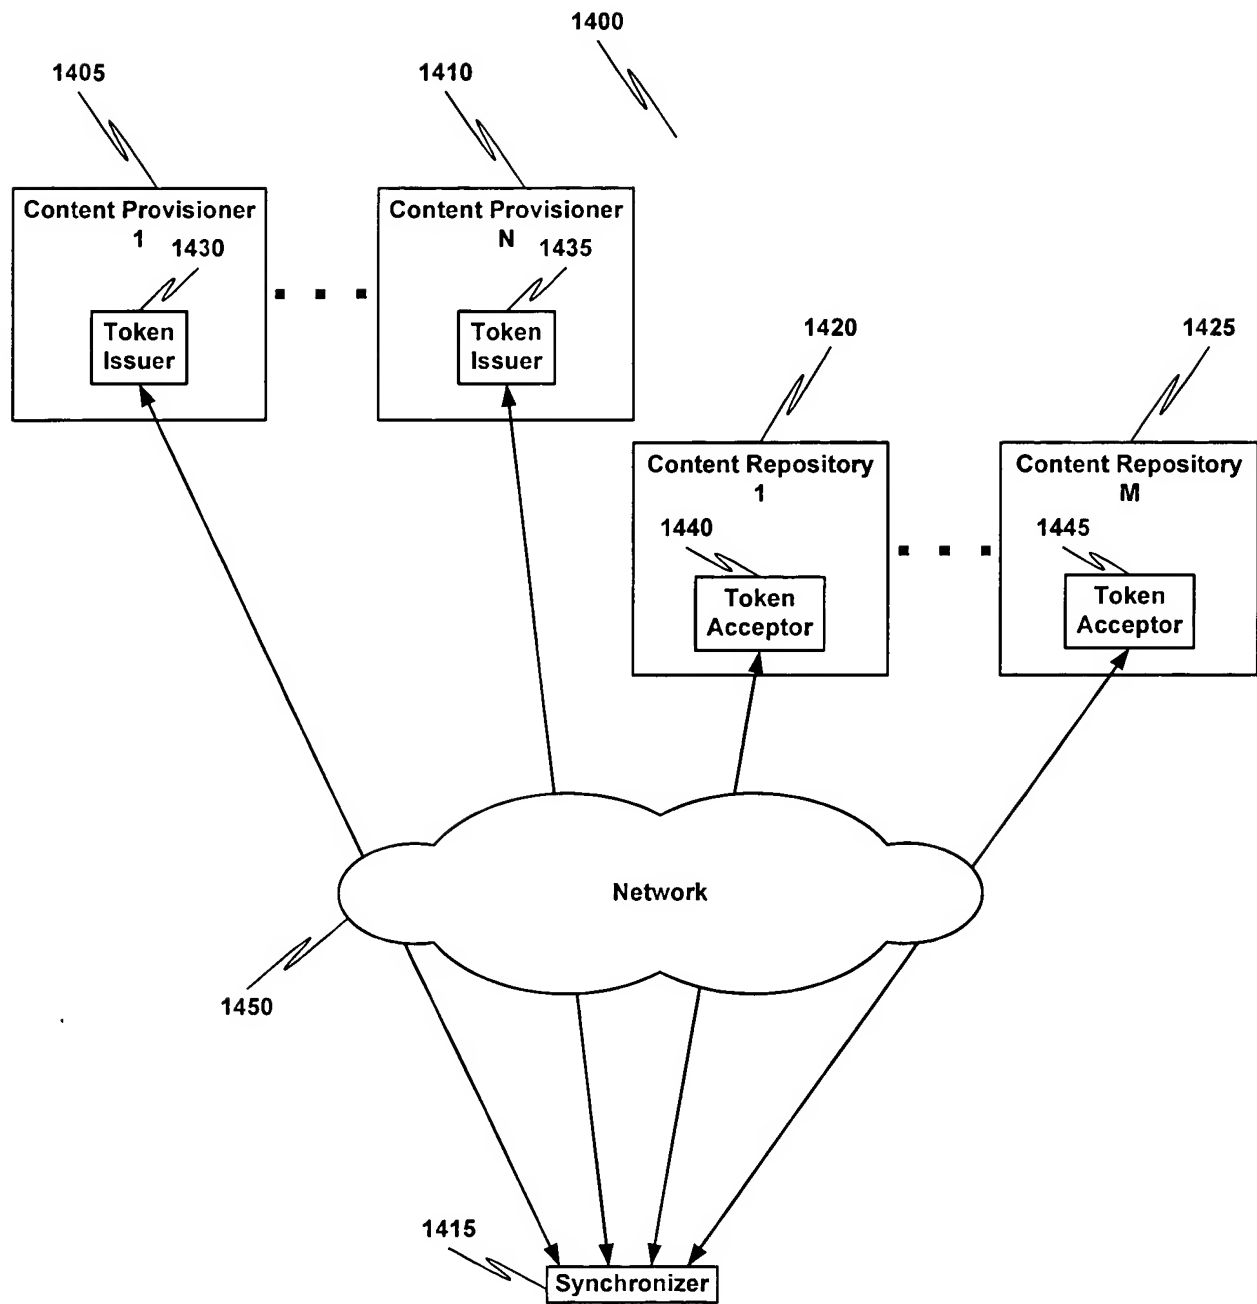 1400
1405
1410
Content Provisioner
1
1430
Token
Issuer
Content Provisioner
N
1435
Token
Issuer
1420
1425
Content Repository
1
1440
Token
Acceptor
Content Repository
M
1445
Token
Acceptor
Network
1450
1415
Synchronizer